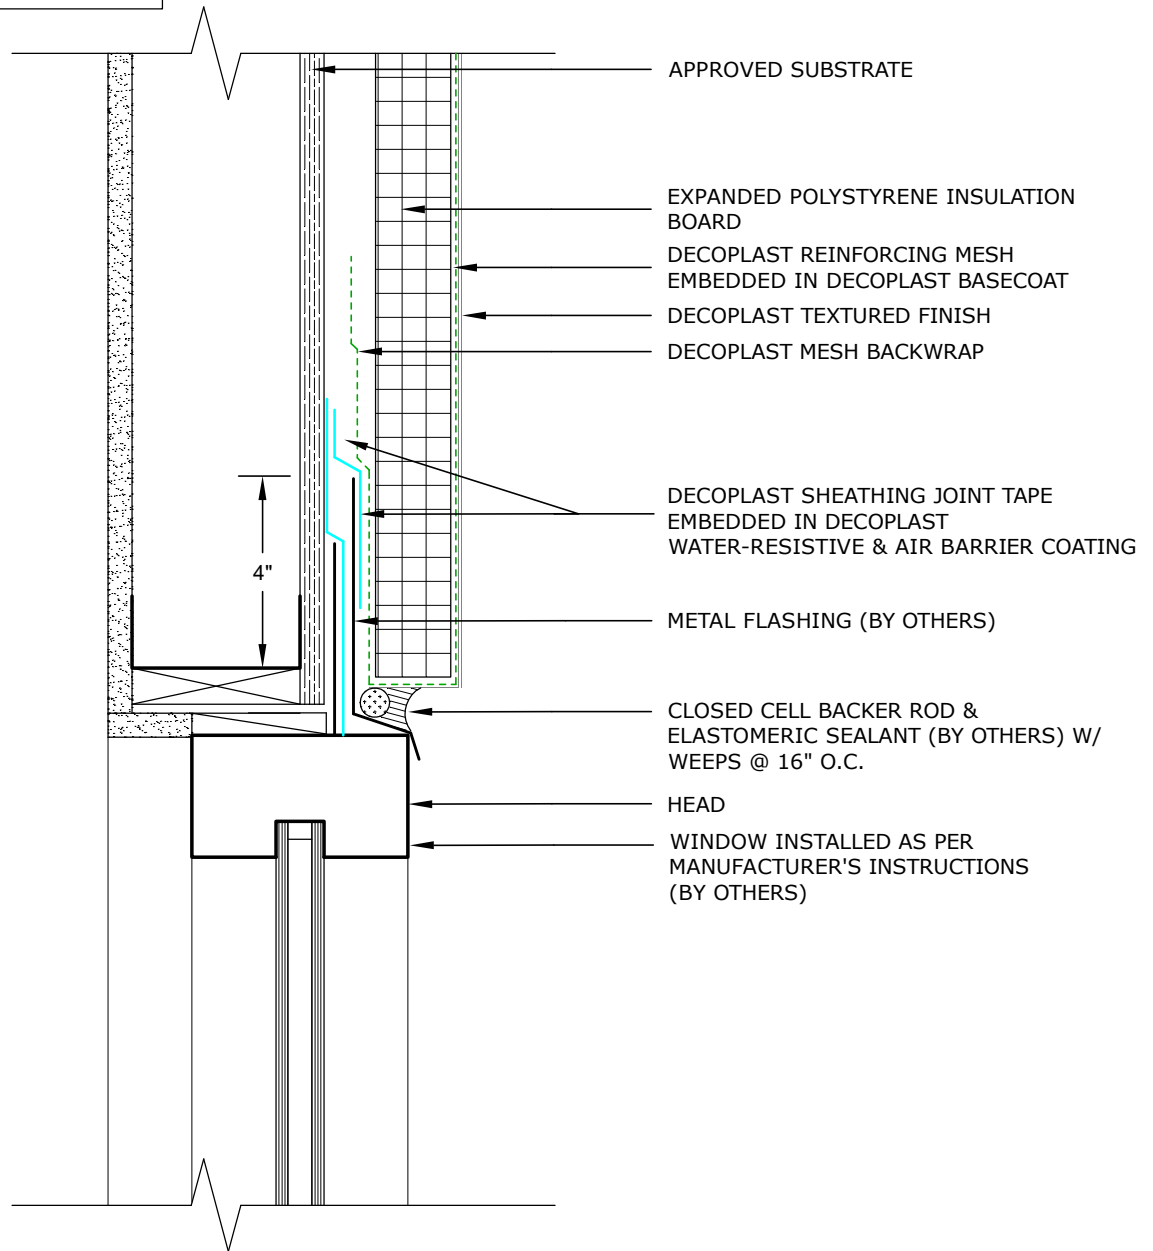 APPROVED SUBSTRATE
EXPANDED POLYSTYRENE INSULATION
BOARD
DECOPLAST REINFORCING MESH
EMBEDDED IN DECOPLAST BASECOAT
DECOPLAST TEXTURED FINISH
DECOPLAST MESH BACKWRAP
DECOPLAST SHEATHING JOINT TAPE
EMBEDDED IN DECOPLAST
WATER-RESISTIVE & AIR BARRIER COATING
4"
METAL FLASHING (BY OTHERS)
CLOSED CELL BACKER ROD &
ELASTOMERIC SEALANT (BY OTHERS) W/
WEEPS @ 16" O.C.
HEAD
WINDOW INSTALLED AS PER
MANUFACTURER'S INSTRUCTIONS
(BY OTHERS)